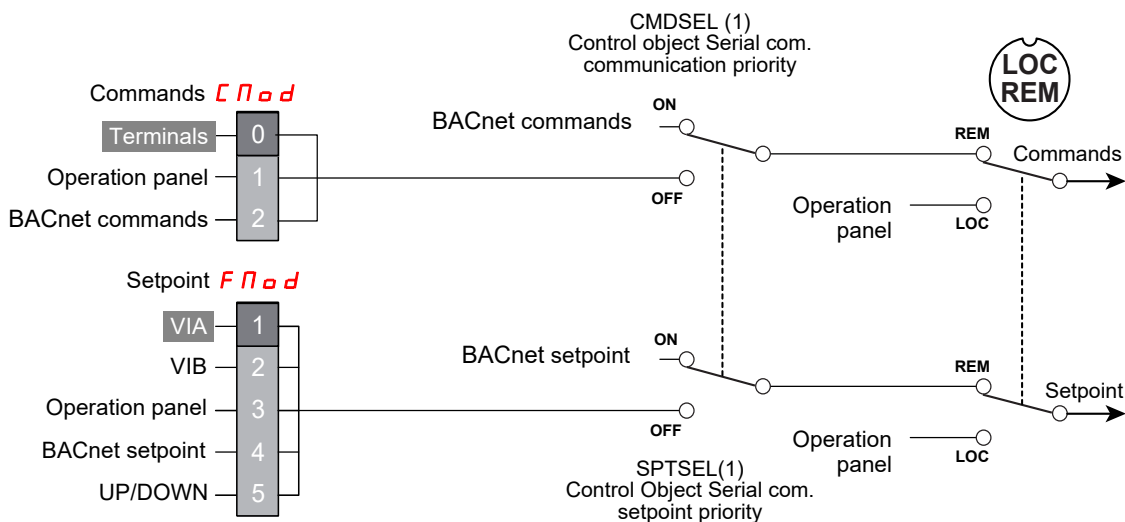 CMDSEL (1)
Control object Serial com.
communication priority
LOC
REM
Commands CMod
Terminals 0
Operation panel 1
BACnet commands 2
BACnet commands
ON
OFF
REM
Commands
Operation
panel
LOC
Setpoint FMod
VIA 1
VIB 2
Operation panel 3
BACnet setpoint 4
UP/DOWN 5
BACnet setpoint
ON
OFF
REM
Setpoint
Operation
panel
LOC
SPTSEL(1)
Control Object Serial com.
setpoint priority